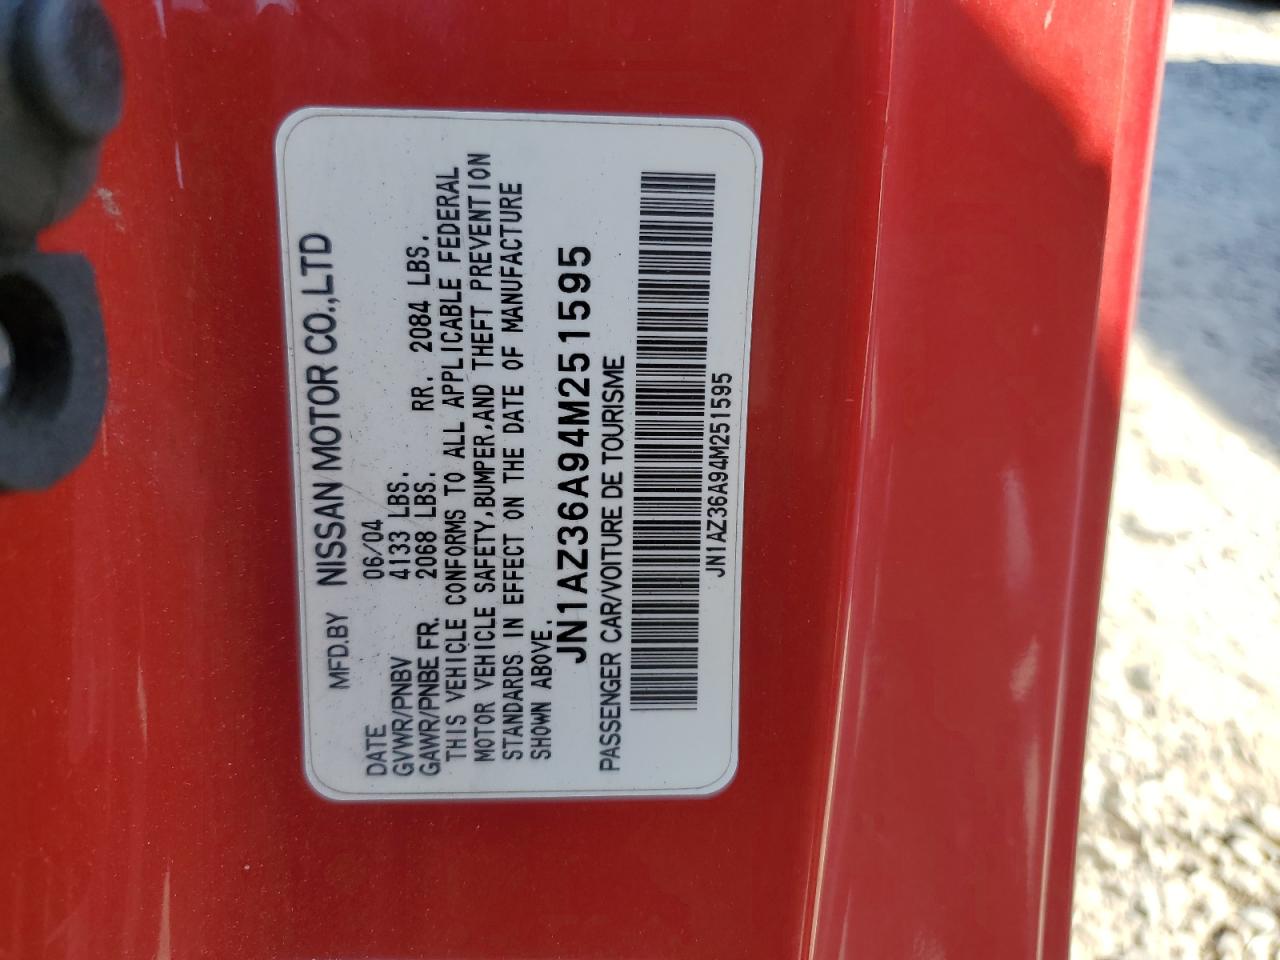 MFD.BY NISSAN MOTOR CO.,LTD
DATE 06/04
GVWR/PNBV 4133 LBS.
GAWR/PNBE FR. 2068 LBS. RR. 2084 LBS.
THIS VEHICLE CONFORMS TO ALL APPLICABLE FEDERAL
MOTOR VEHICLE SAFETY,BUMPER,AND THEFT PREVENTION
STANDARDS IN EFFECT ON THE DATE OF MANUFACTURE
SHOWN ABOVE.
JN1AZ36A94M251595
PASSENGER CAR/VOITURE DE TOURISME
JN1AZ36A94M251595